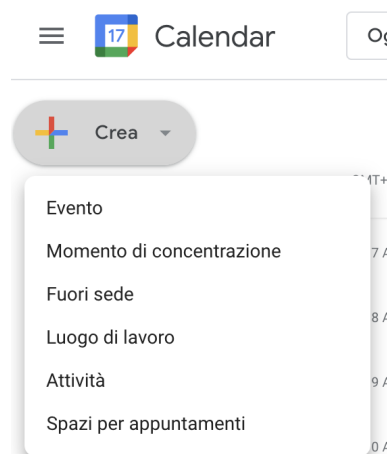 17 Calendar
Crea
Evento
Momento di concentrazione
Fuori sede
Luogo di lavoro
Attività
Spazi per appuntamenti